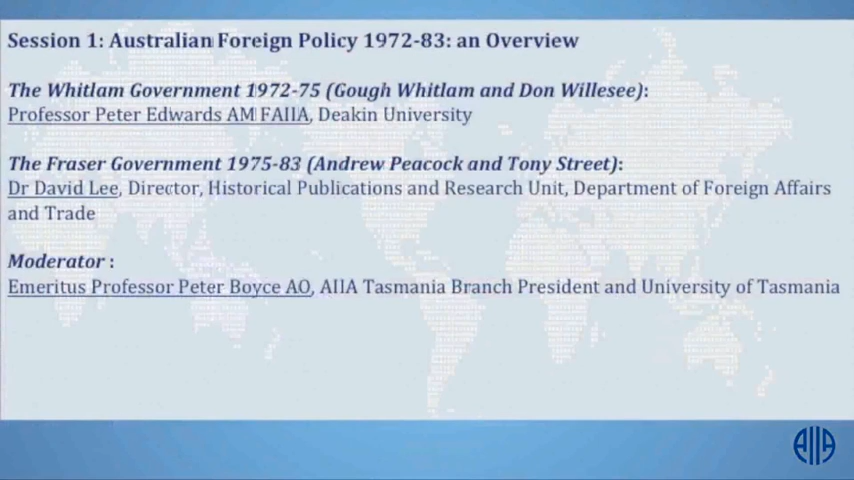 Session 1: Australian Foreign Policy 1972-83: an Overview
The Whitlam Government 1972-75 (Gough Whitlam and Don Willesee):
Professor Peter Edwards AM FAIIA, Deakin University
The Fraser Government 1975-83 (Andrew Peacock and Tony Street):
Dr David Lee, Director, Historical Publications and Research Unit, Department of Foreign Affairs
and Trade
Moderator :
Emeritus Professor Peter Boyce AO, AIIA Tasmania Branch President and University of Tasmania
AIIA